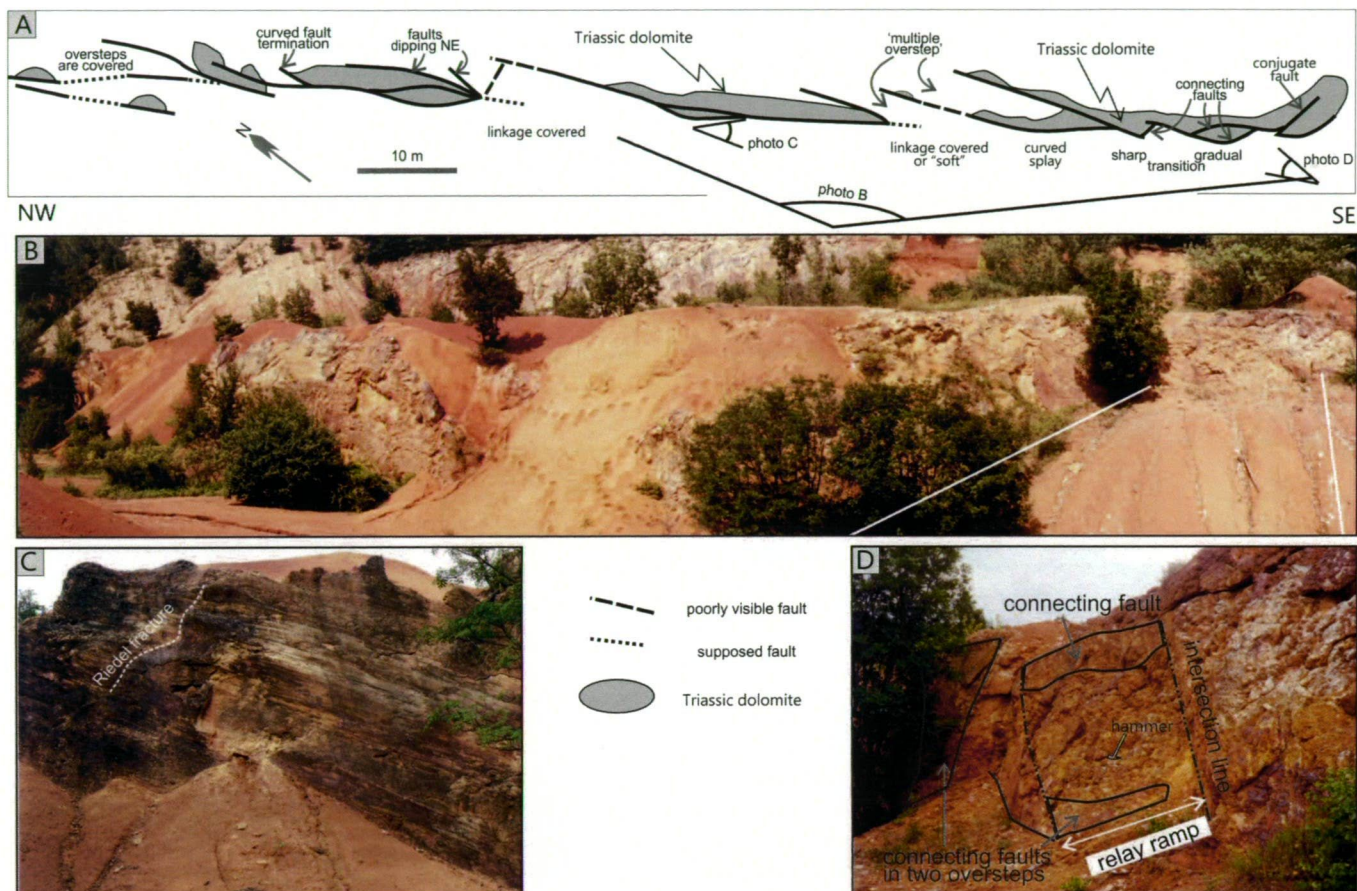 A
oversteps
are covered
curved fault
termination
faults
dipping NE
Triassic dolomite
'multiple
overstep'
Triassic dolomite
connecting
faults
conjugate
fault
N
linkage covered
10 m
photo C
linkage covered
or "soft"
curved
splay
sharp
gradual
transition
photo D
photo B
NW
SE
B
C
Riedel fracture
poorly visible fault
supposed fault
Triassic dolomite
D
connecting fault
intersection line
hammer
relay ramp
connecting faults
in two oversteps